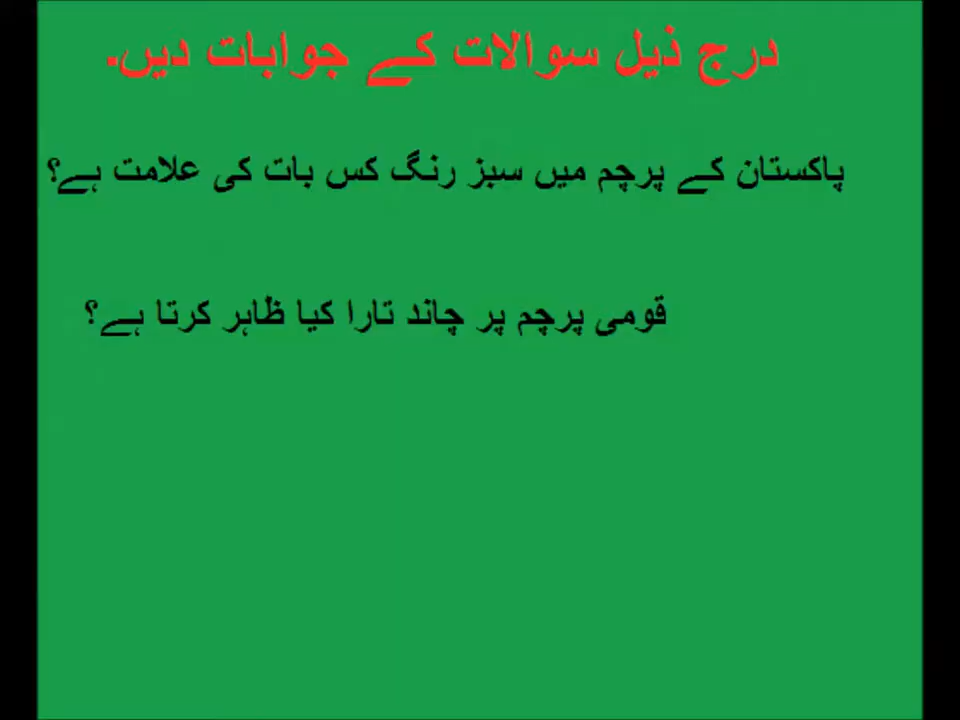 درج ذیل سوالات کے جوابات دیں۔
پاکستان کے پرچم میں سبز رنگ کس بات کی علامت ہے؟
قومی پرچم پر چاند تارا کیا ظاہر کرتا ہے؟